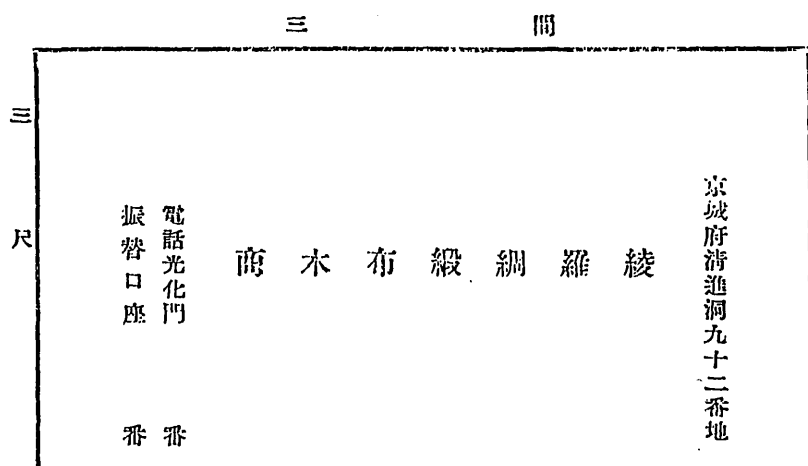 三間
三尺
京城府清進洞九十二番地
綾羅綢緞布木商
電話光化門 番
振替口座 番